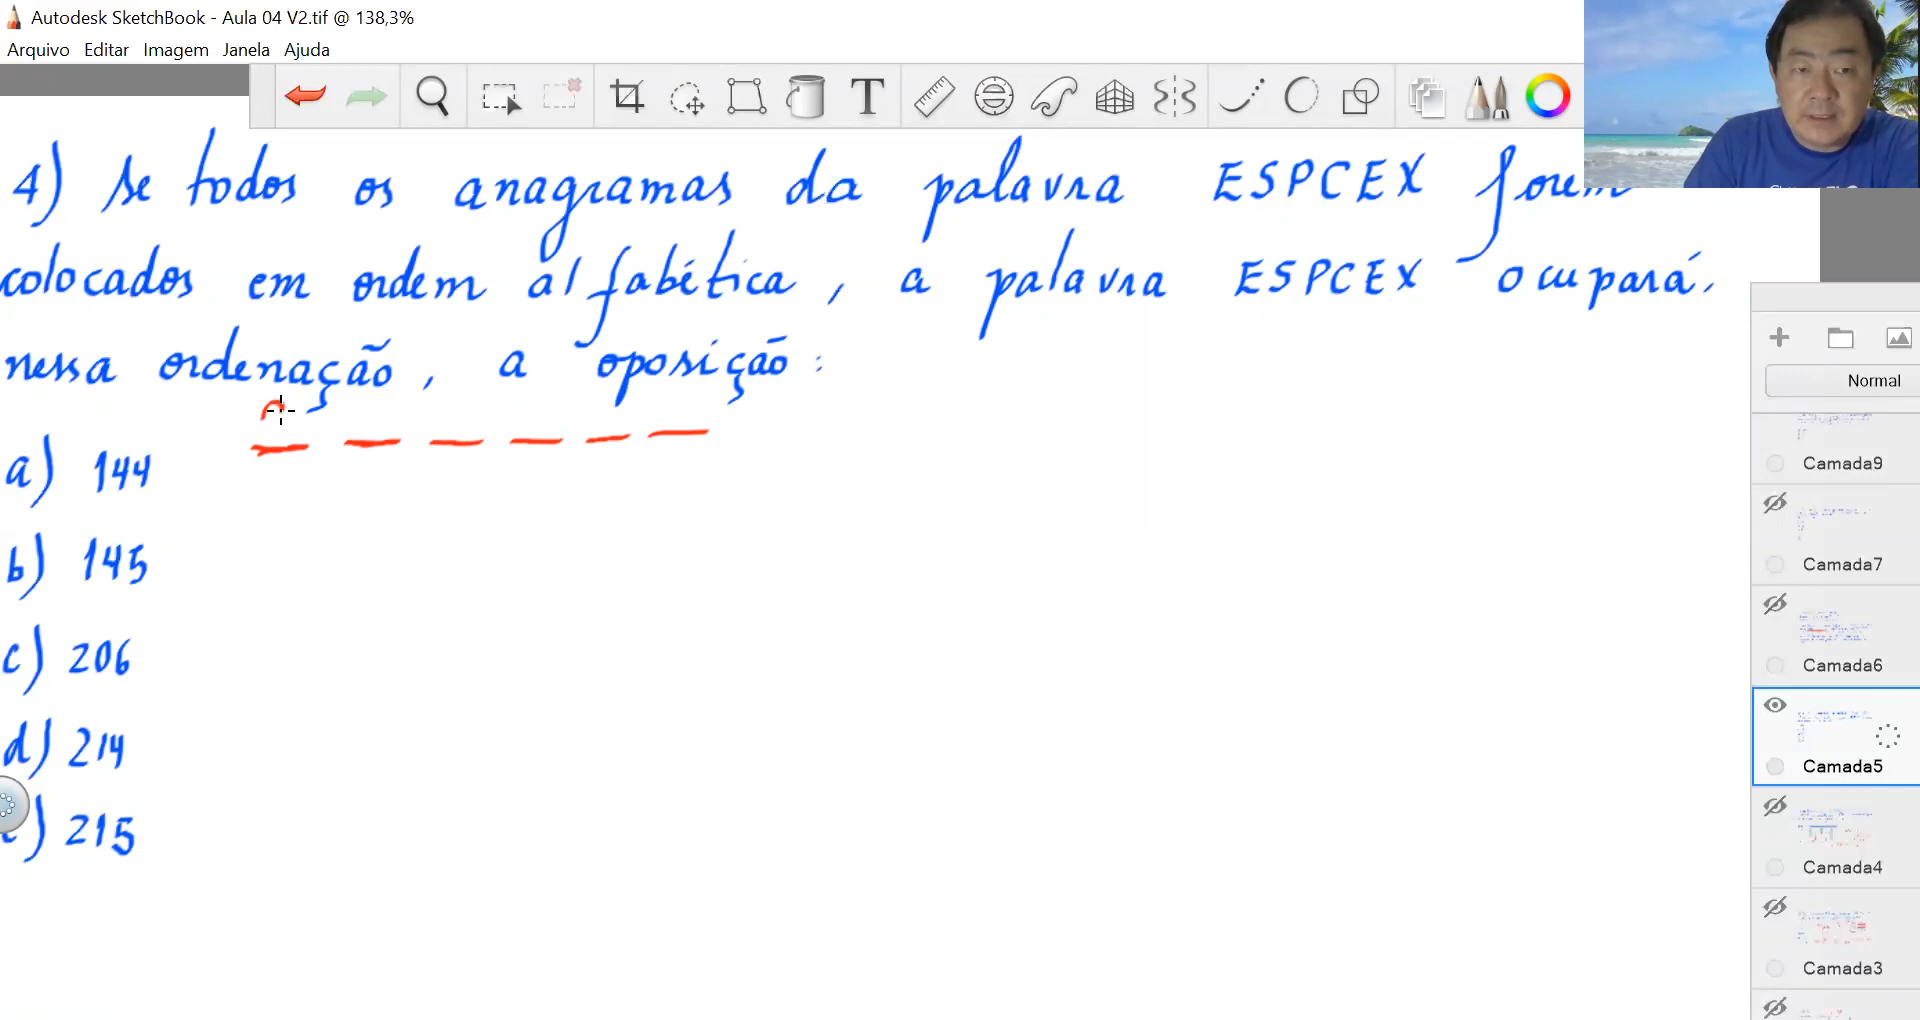 Autodesk SketchBook - Aula 04 V2.tif @ 138,3%
Arquivo Editar Imagem Janela Ajuda
T
4) Se todos os anagramas da palavra ESPCEX forem
colocados em ordem alfabética, a palavra ESPCEX ocupará,
nessa ordenação, a oposição:
a) 144
b) 145
c) 206
d) 214
e) 215
Normal
Camada9
Camada7
Camada6
Camada5
Camada4
Camada3